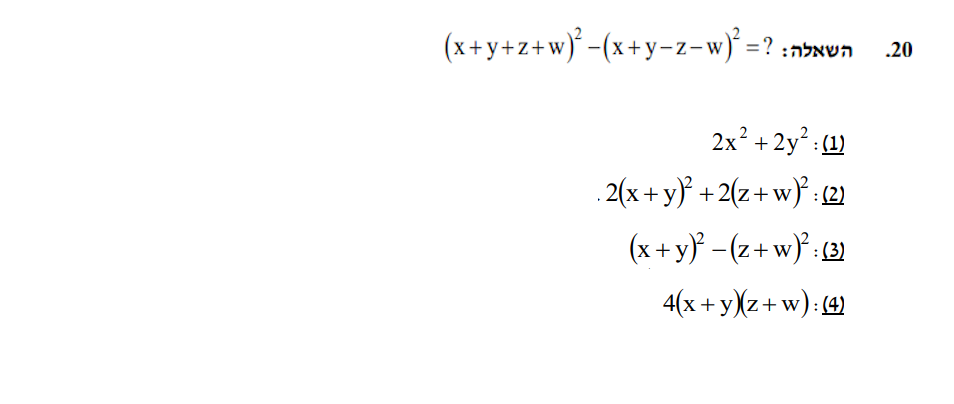 20. השאלה: (x+y+z+w)² −(x+y−z−w)² =?
(1): 2x² + 2y²
(2): 2(x+y)² + 2(z+w)² .
(3): (x+y)² − (z+w)²
(4): 4(x+y)(z+w)